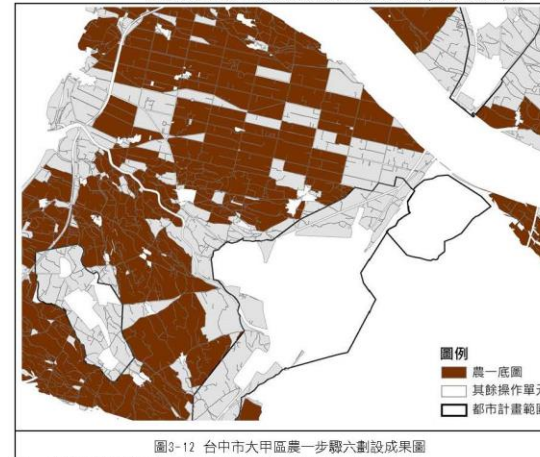 圖例
農一底圖
其餘操作單元
都市計畫範圍
圖3-12 台中市大甲區農一步驟六劃設成果圖